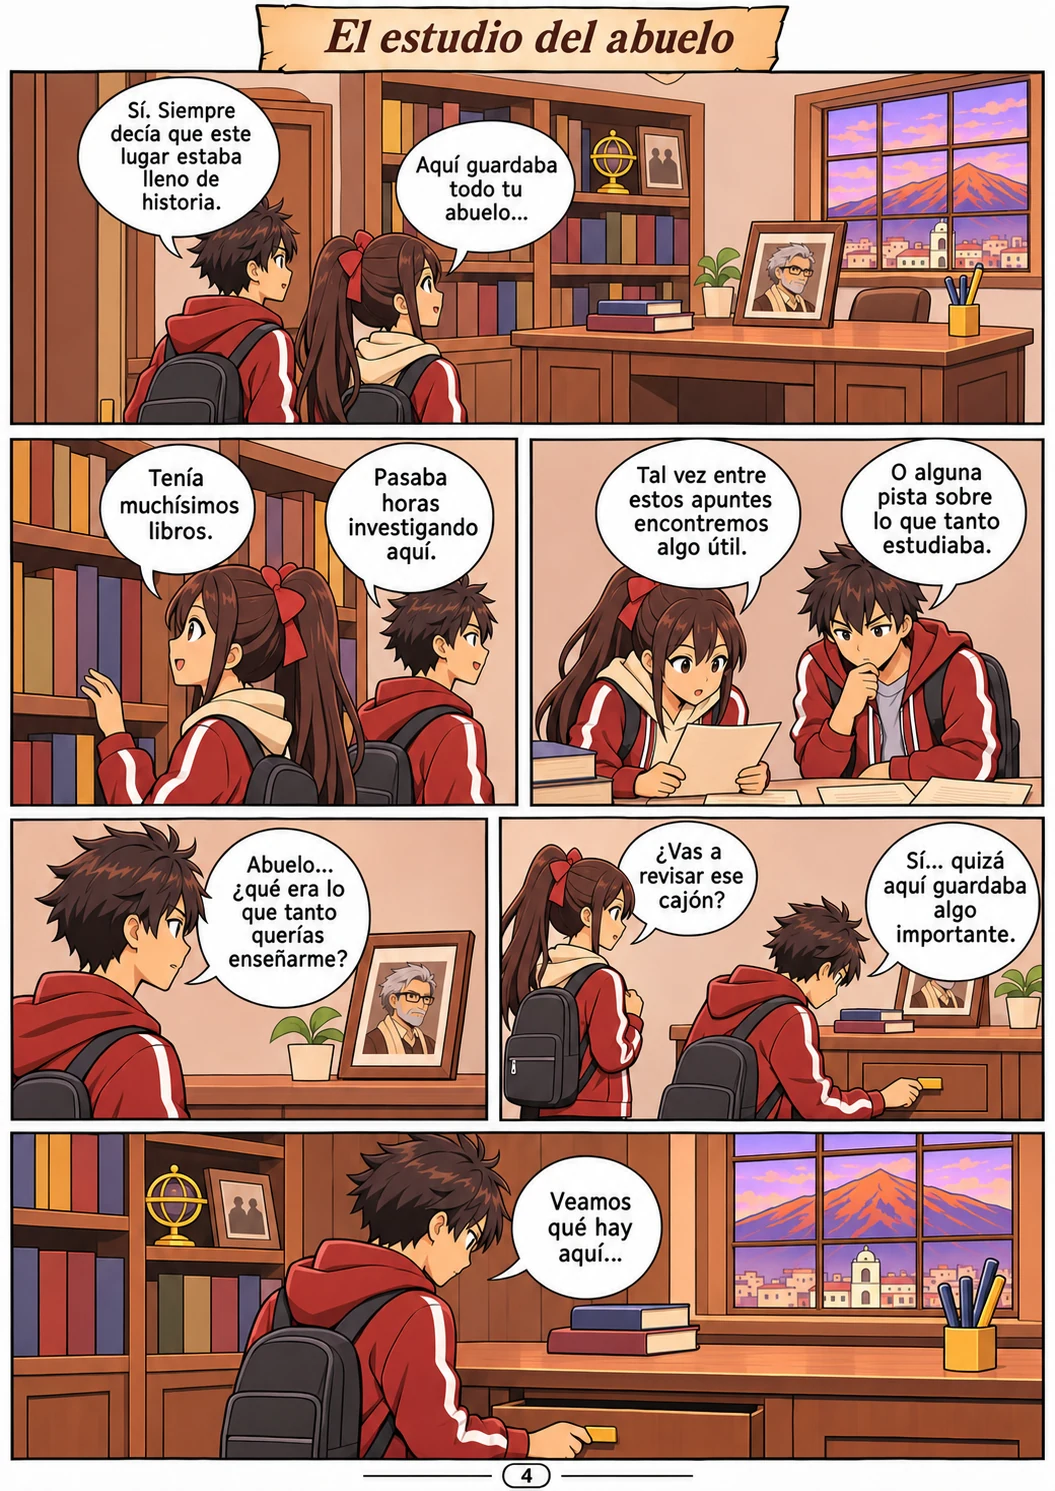 El estudio del abuelo
Sí. Siempre
decía que este
lugar estaba
lleno de
historia.
Aquí guardaba
todo tu
abuelo...
Tenía
muchísimos
libros.
Pasaba
horas
investigando
aquí.
Tal vez entre
estos apuntes
encontremos
algo útil.
O alguna
pista sobre
lo que tanto
estudiaba.
Abuelo...
¿qué era lo
que tanto
querías
enseñarme?
¿Vas a
revisar ese
cajón?
Sí... quizá
aquí guardaba
algo
importante.
Veamos
qué hay
aquí...
4